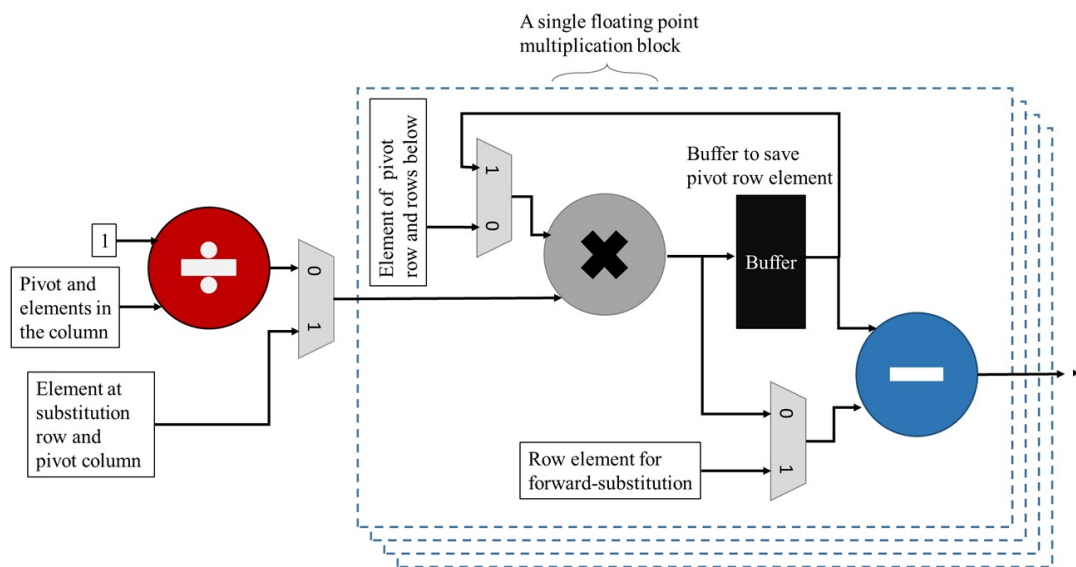 A single floating point
multiplication block
Element of pivot
row and rows below
1
0
Buffer to save
pivot row element
Buffer
1
Pivot and
elements in
the column
0
1
Element at
substitution
row and
pivot column
0
1
Row element for
forward-substitution